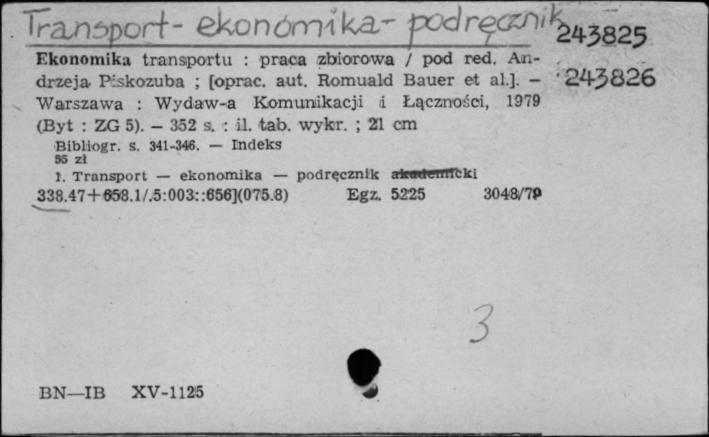 Transport - ekonomika - podręcznik
243825
243826
Ekonomika transportu : praca zbiorowa / pod red. An-
drzeja Piskozuba ; [oprac. aut. Romuald Bauer et al.]. —
Warszawa : Wydaw-a Komunikacji i Łączności, 1979
(Byt : ZG 5). — 352 s. : il. tab. wykr. ; 21 cm
Bibliogr. s. 341-346. — Indeks
55 zł
1. Transport — ekonomika — podręcznik akademicki
338.47+658.1/.5:003::656](075.8) Egz. 5225 3048/79
3
BN—IB XV-1125